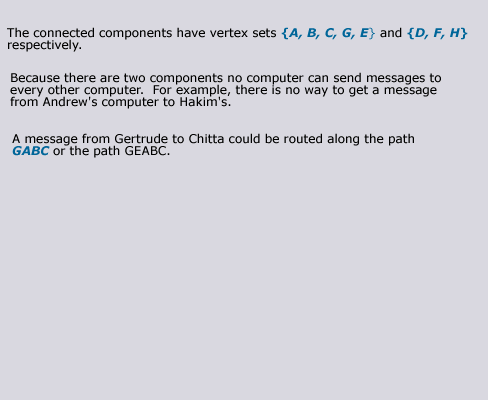 The connected components have vertex sets {A, B, C, G, E} and {D, F, H}
respectively.
Because there are two components no computer can send messages to
every other computer.  For example, there is no way to get a message
from Andrew's computer to Hakim's.
A message from Gertrude to Chitta could be routed along the path
GABC or the path GEABC.